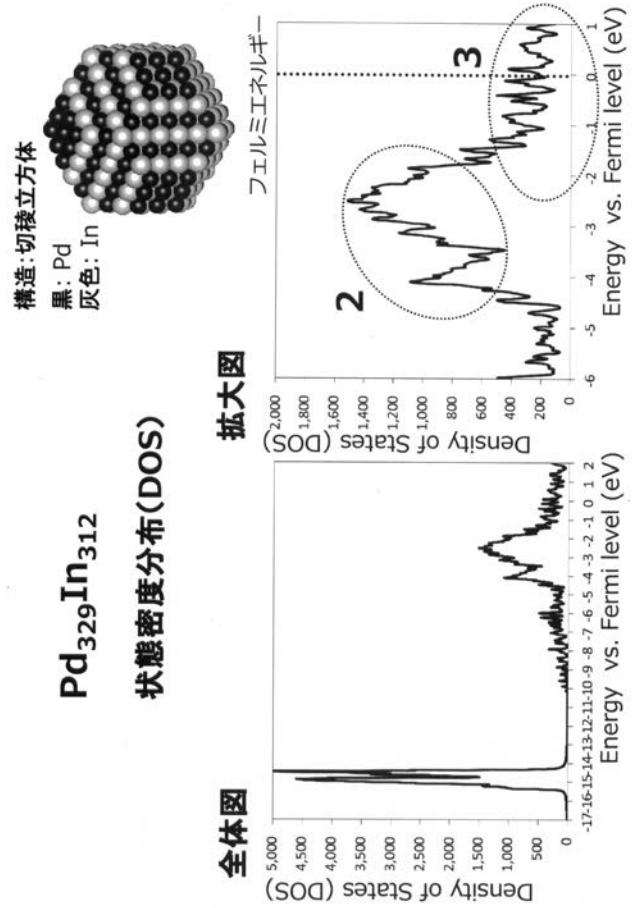 Pd₃₂₉In₃₁₂
状態密度分布(DOS)
構造:切稜立方体
黒: Pd
灰色: In
全体図
Density of States (DOS)
5,000
4,500
4,000
3,500
3,000
2,500
2,000
1,500
1,000
500
0
-17-16-15-14-13-12-11-10 -9 -8 -7 -6 -5 -4 -3 -2 -1 0 1 2
Energy vs. Fermi level (eV)
拡大図
フェルミエネルギー
Density of States (DOS)
2,000
1,800
1,600
1,400
1,200
1,000
800
600
400
200
0
2
3
-6 -5 -4 -3 -2 -1 0 1
Energy vs. Fermi level (eV)